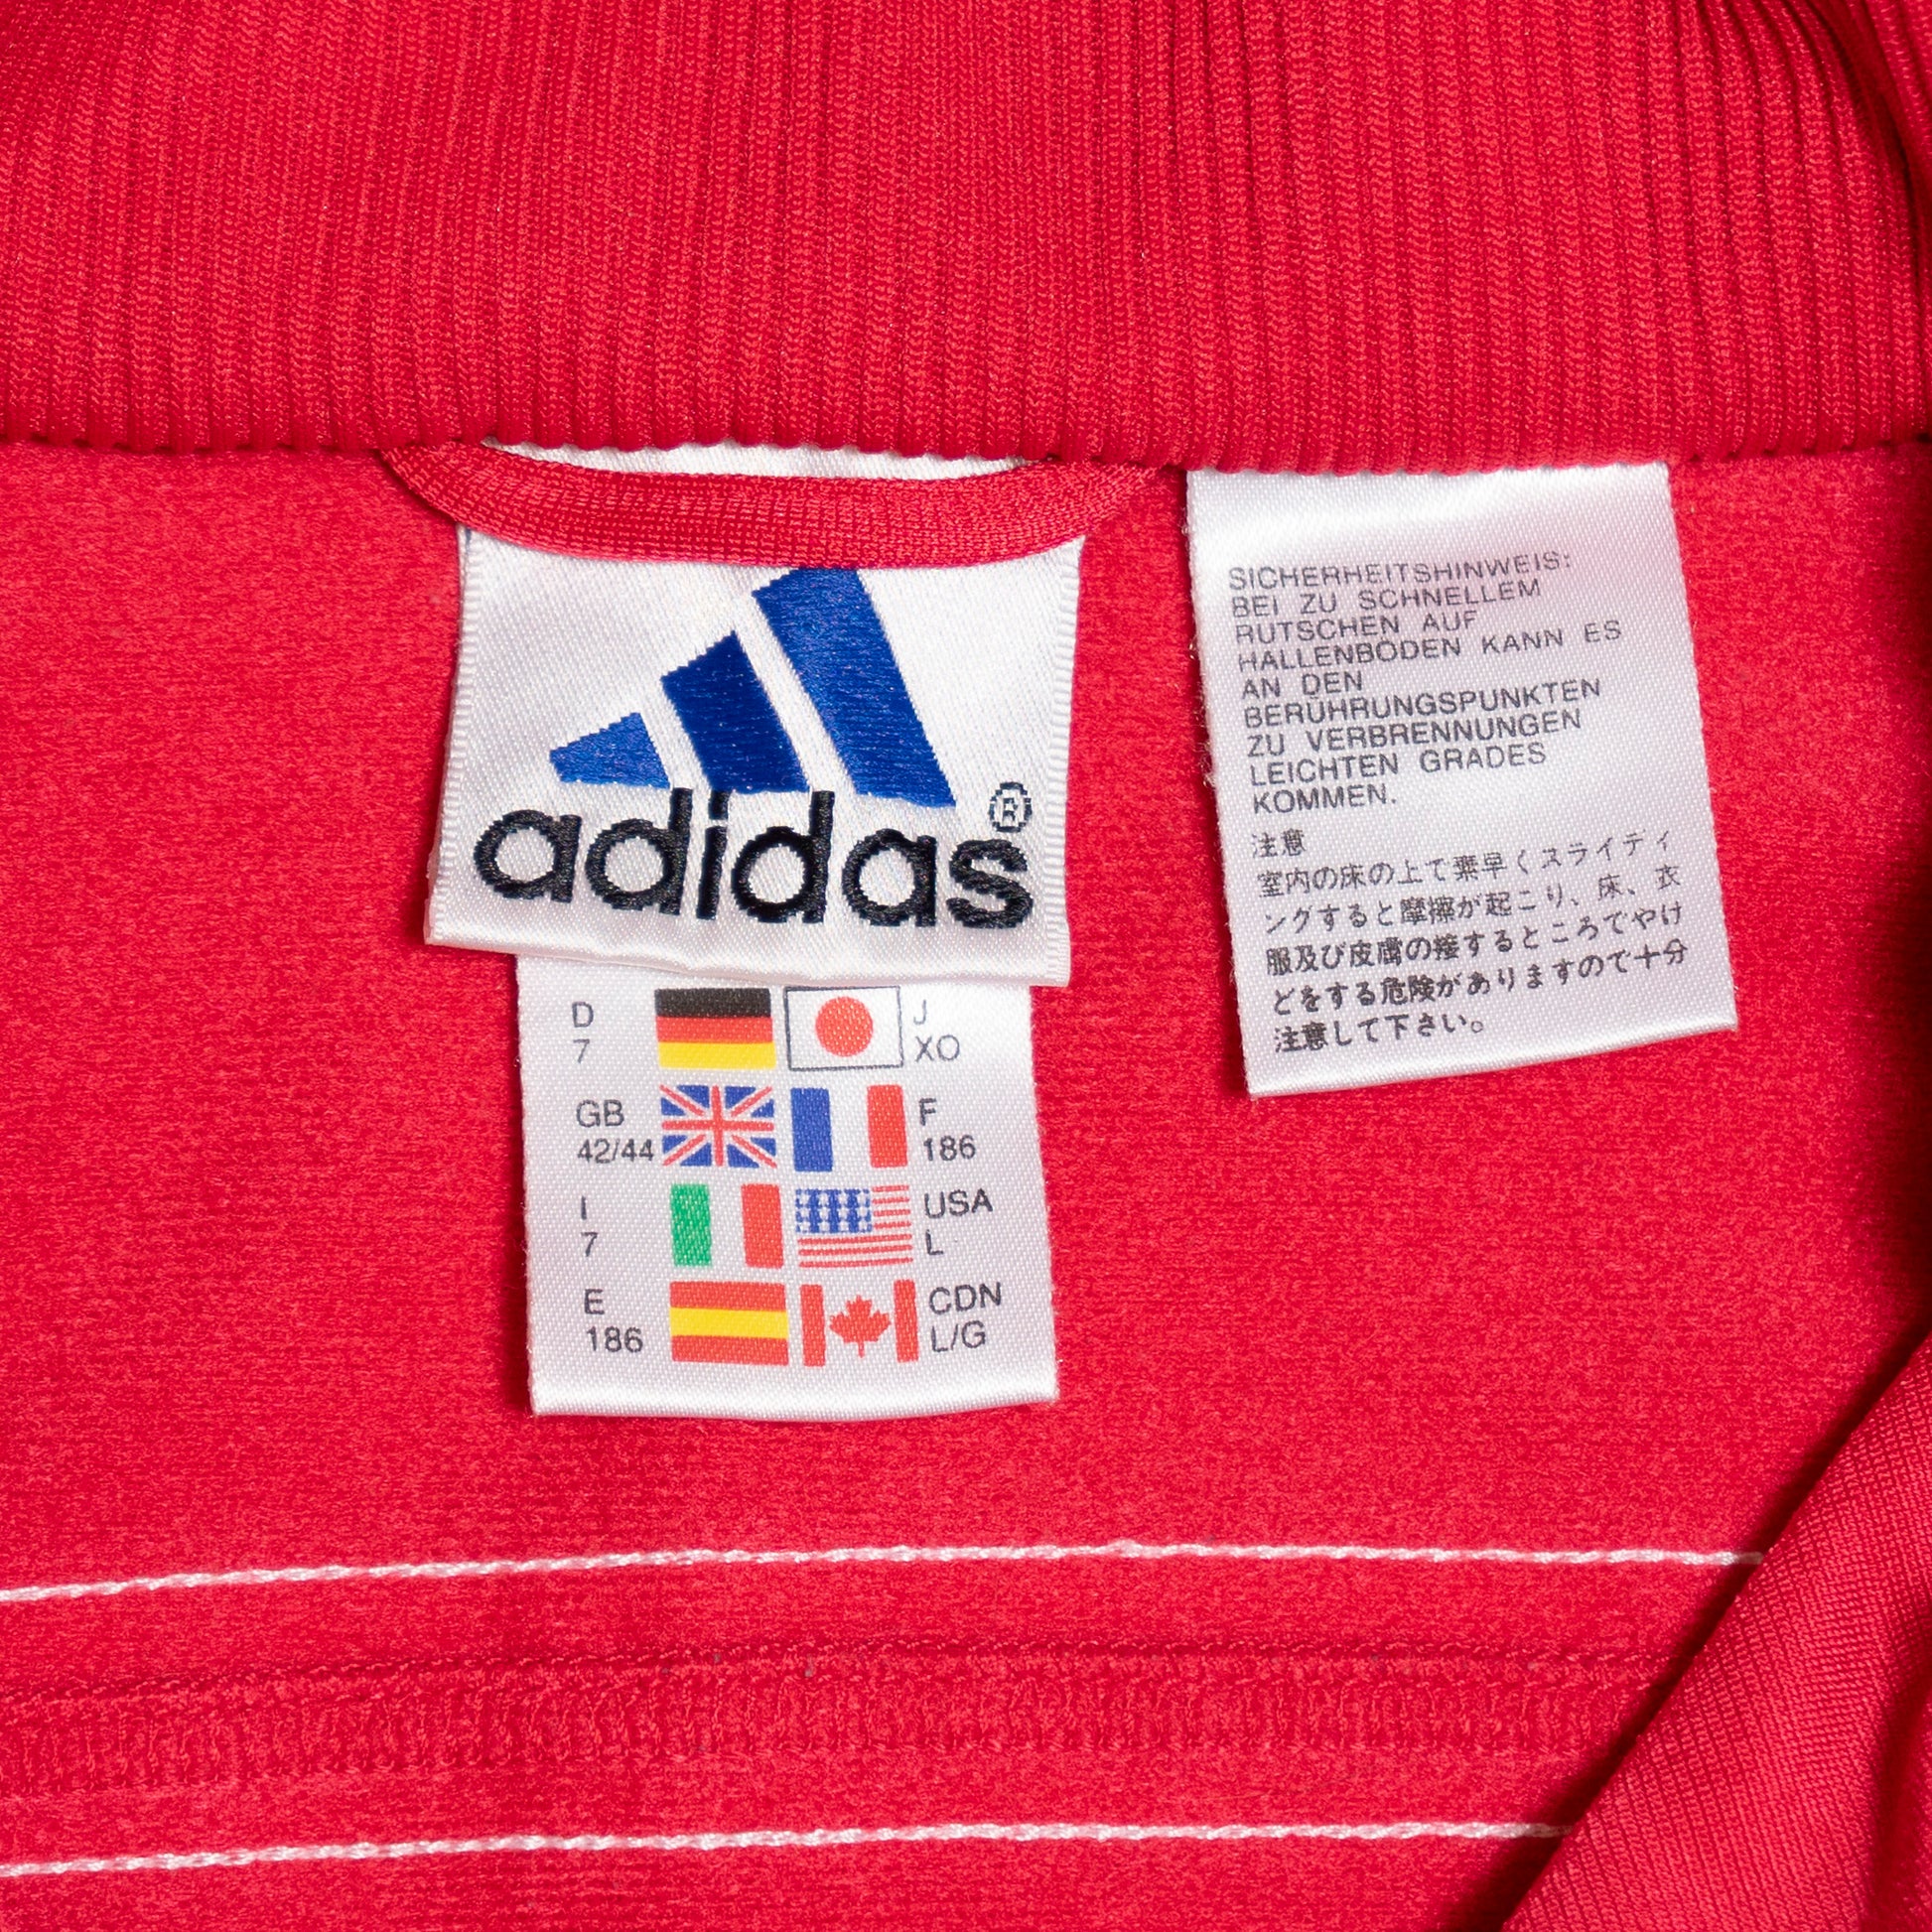 adidas®
D
7
J
XO
GB
42/44
F
186
I
7
USA
L
E
186
CDN
L/G
SICHERHEITSHINWEIS:
BEI ZU SCHNELLEM
RUTSCHEN AUF
HALLENBÖDEN KANN ES
AN DEN
BERÜHRUNGSPUNKTEN
ZU VERBRENNUNGEN
LEICHTEN GRADES
KOMMEN.
注意
室内の床の上で素早くスライディ
ングすると摩擦が起こり、床、衣
服及び皮膚の接するところでやけ
どをする危険がありますので十分
注意して下さい。